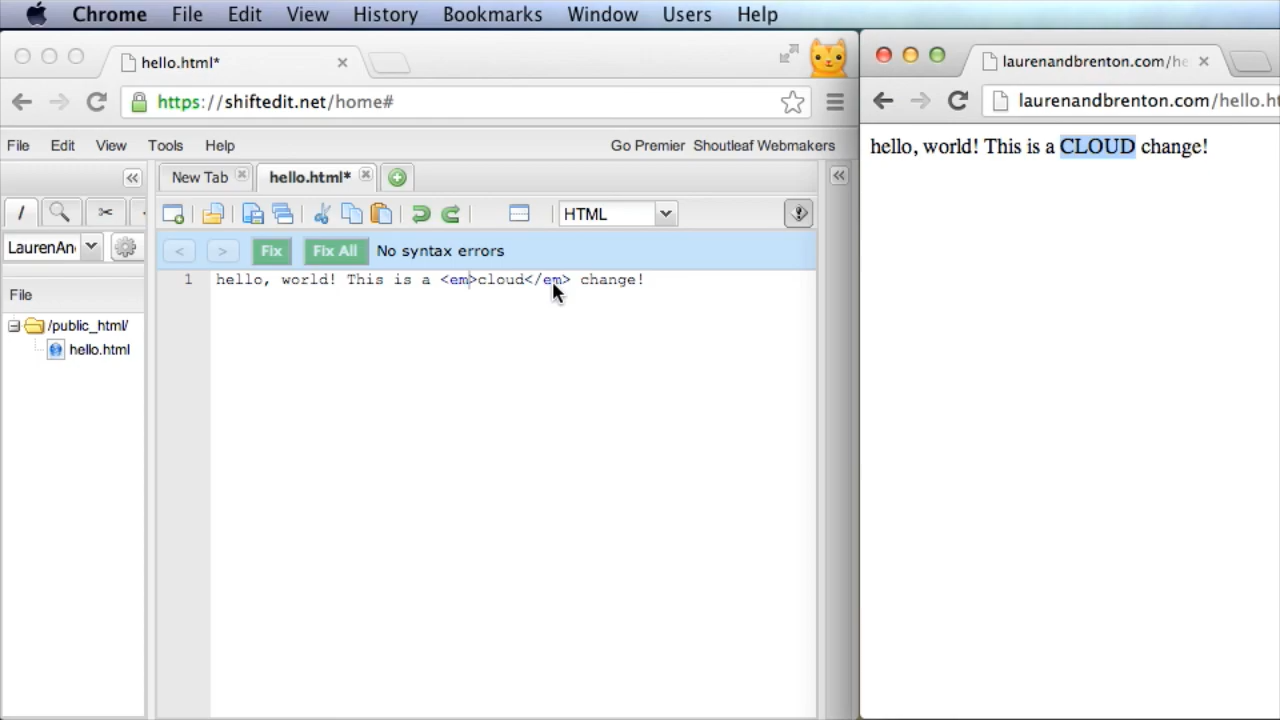 Chrome File Edit View History Bookmarks Window Users Help
hello.html*
https://shiftedit.net/home#
File Edit View Tools Help Go Premier Shoutleaf Webmakers
New Tab hello.html*
/
HTML
LaurenAn
< > Fix Fix All No syntax errors
1 hello, world! This is a <em>cloud</em> change!
File
/public_html/
hello.html
laurenandbrenton.com/he
laurenandbrenton.com/hello.ht
hello, world! This is a CLOUD change!